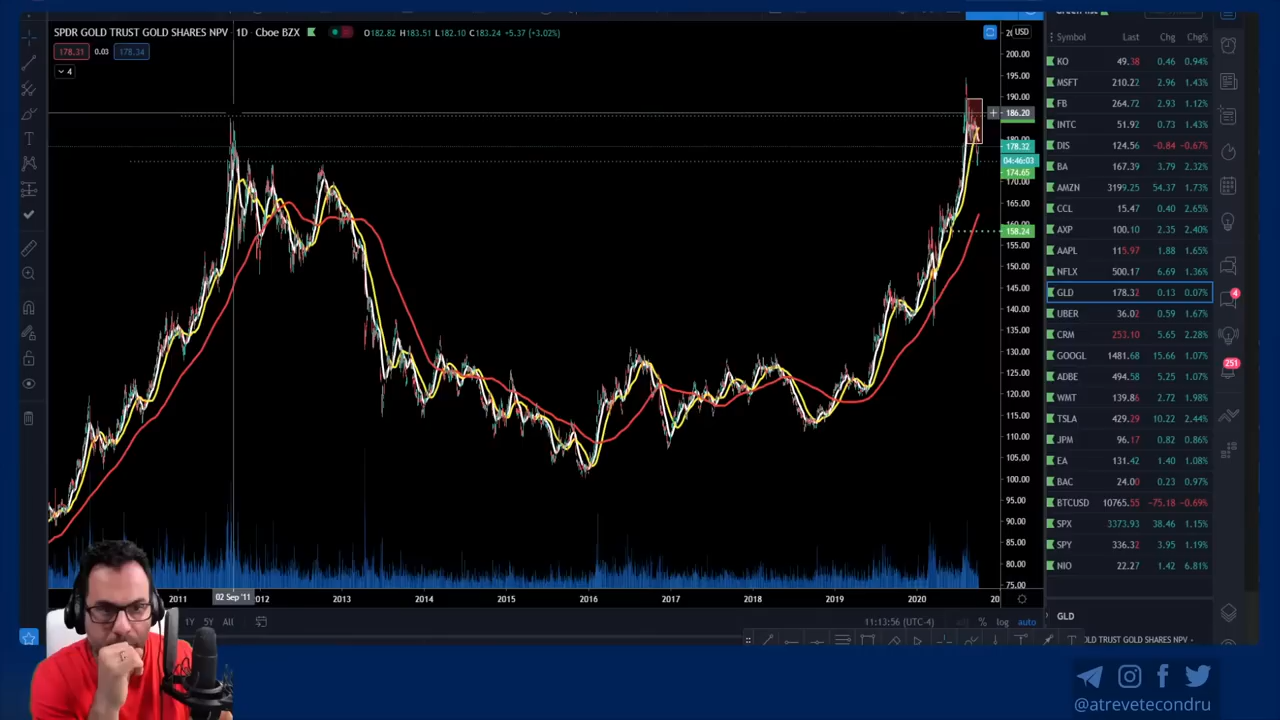 SPDR GOLD TRUST GOLD SHARES NPV · 1D · Cboe BZX O182.82 H183.51 L182.10 C183.24 +5.37 (+3.02%)
178.31 0.03 178.34
4
USD
200.00
195.00
190.00
186.20
180.00
178.32
04:46:03
174.65
170.00
165.00
160.00
158.24
155.00
150.00
145.00
140.00
135.00
130.00
125.00
120.00
115.00
110.00
105.00
100.00
95.00
90.00
85.00
80.00
75.00
2011 02 Sep '11 2012 2013 2014 2015 2016 2017 2018 2019 2020 20
1Y 5Y All
11:13:56 (UTC-4) % log auto
Symbol Last Chg Chg%
KO 49.38 0.46 0.94%
MSFT 210.22 2.96 1.43%
FB 264.72 2.93 1.12%
INTC 51.92 0.73 1.43%
DIS 124.56 -0.84 -0.67%
BA 167.39 3.79 2.32%
AMZN 3199.25 54.37 1.73%
CCL 15.47 0.40 2.65%
AXP 100.10 2.35 2.40%
AAPL 115.97 1.88 1.65%
NFLX 500.17 6.69 1.36%
GLD 178.32 0.13 0.07%
UBER 36.02 0.59 1.67%
CRM 253.10 5.65 2.28%
GOOGL 1481.68 15.66 1.07%
ADBE 494.58 5.25 1.07%
WMT 139.86 2.72 1.98%
TSLA 429.29 10.22 2.44%
JPM 96.17 0.82 0.86%
EA 131.42 1.40 1.08%
BAC 24.00 0.23 0.97%
BTCUSD 10765.55 -75.18 -0.69%
SPX 3373.93 38.46 1.15%
SPY 336.32 3.95 1.19%
NIO 22.27 1.42 6.81%
GLD
OLD TRUST GOLD SHARES NPV
4
251
@atrevetecondru